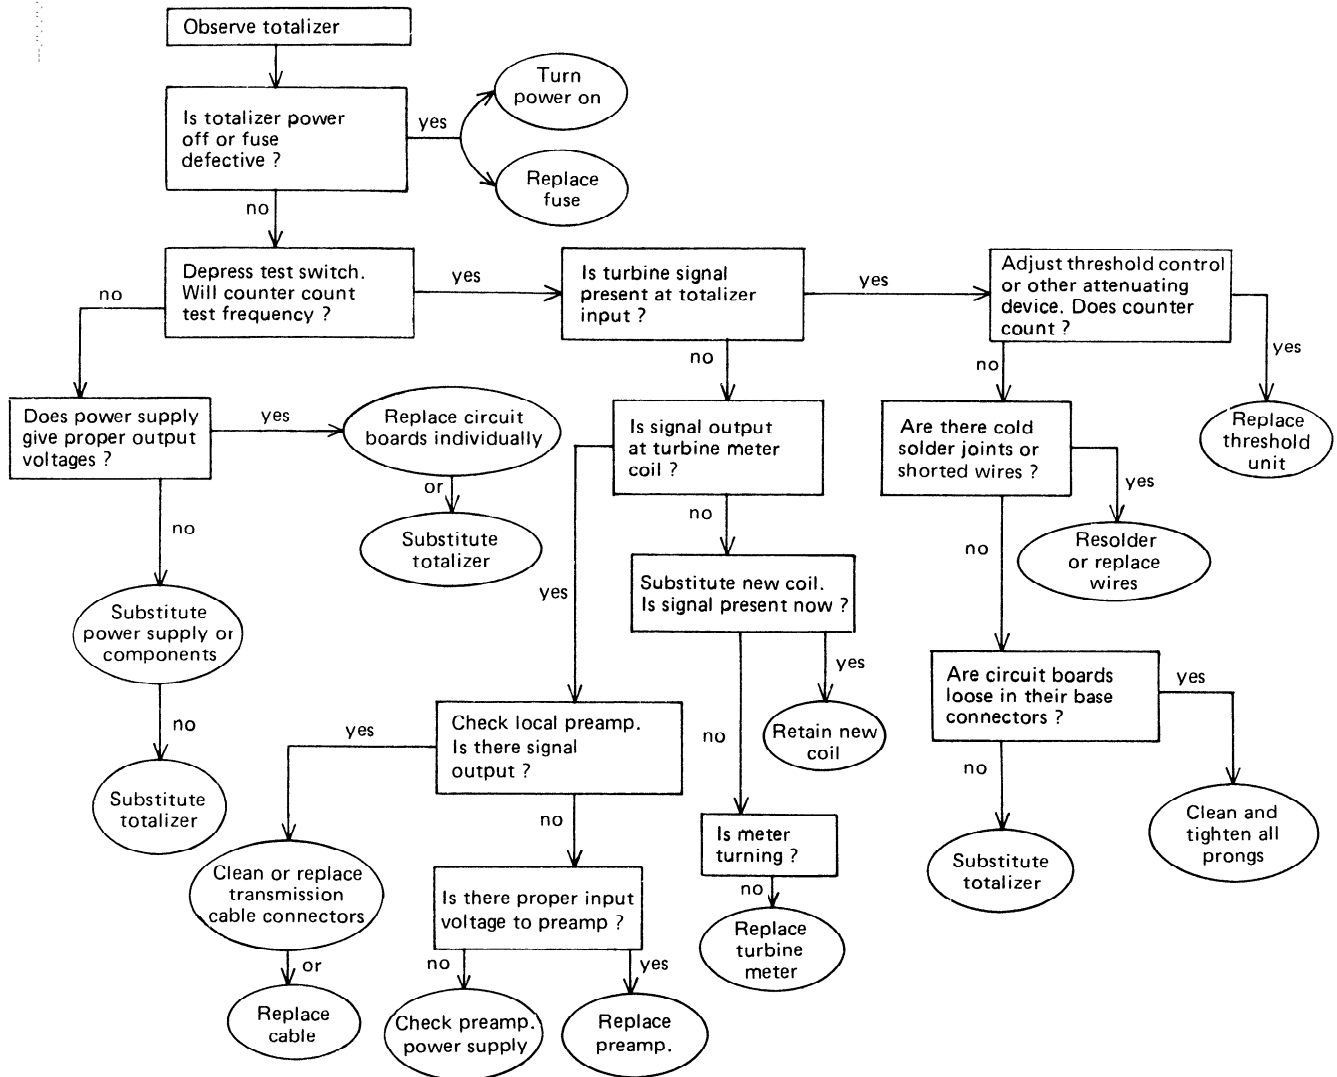 Observe totalizer
Is totalizer power
off or fuse
defective ?
yes
Turn
power on
Replace
fuse
no
Depress test switch.
Will counter count
test frequency ?
yes
Is turbine signal
present at totalizer
input ?
yes
Adjust threshold control
or other attenuating
device. Does counter
count ?
yes
Replace
threshold
unit
no
Does power supply
give proper output
voltages ?
yes
Replace circuit
boards individually
or
Substitute
totalizer
no
Substitute
power supply or
components
no
Substitute
totalizer
no
Is signal output
at turbine meter
coil ?
yes
no
Substitute new coil.
Is signal present now ?
yes
Retain new
coil
no
Is meter
turning ?
no
Replace
turbine
meter
Check local preamp.
Is there signal
output ?
yes
Clean or replace
transmission
cable connectors
or
Replace
cable
no
Is there proper input
voltage to preamp ?
no
Check preamp.
power supply
yes
Replace
preamp.
no
Are there cold
solder joints or
shorted wires ?
yes
Resolder
or replace
wires
no
Are circuit boards
loose in their base
connectors ?
yes
Clean and
tighten all
prongs
no
Substitute
totalizer